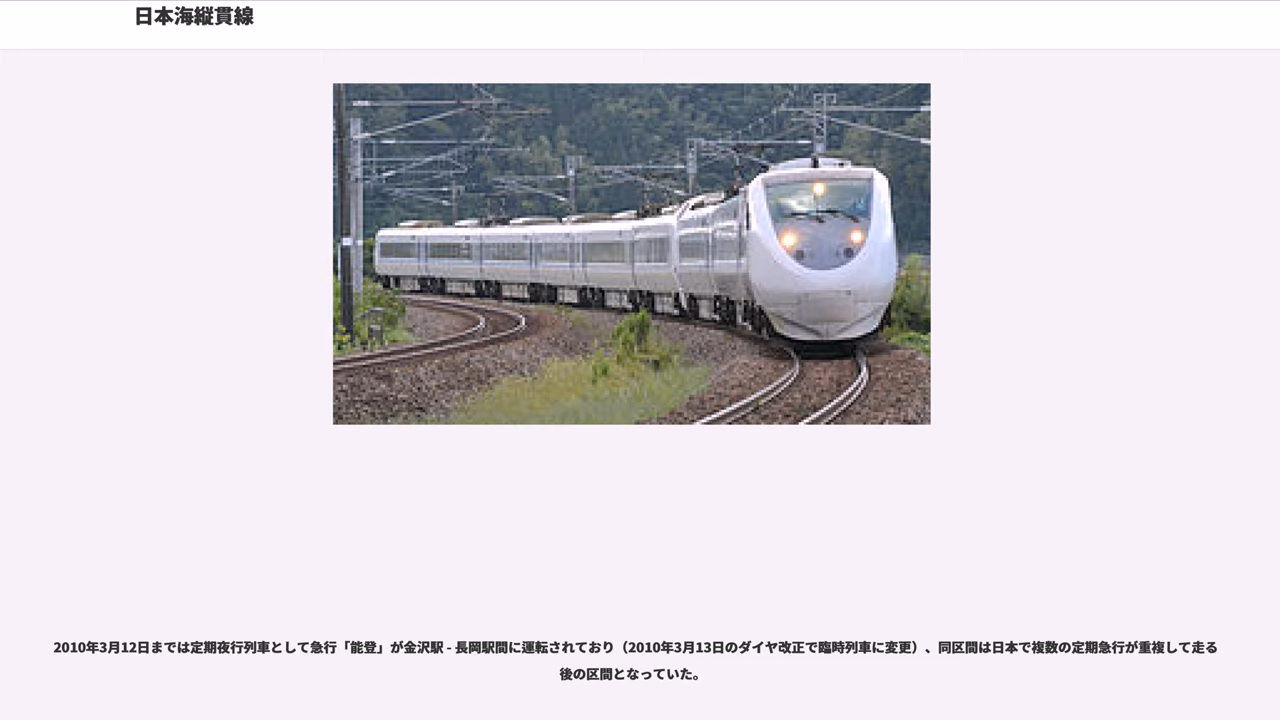 日本海縦貫線
2010年3月12日までは定期夜行列車として急行「能登」が金沢駅 - 長岡駅間に運転されており（2010年3月13日のダイヤ改正で臨時列車に変更）、同区間は日本で複数の定期急行が重複して走る
後の区間となっていた。